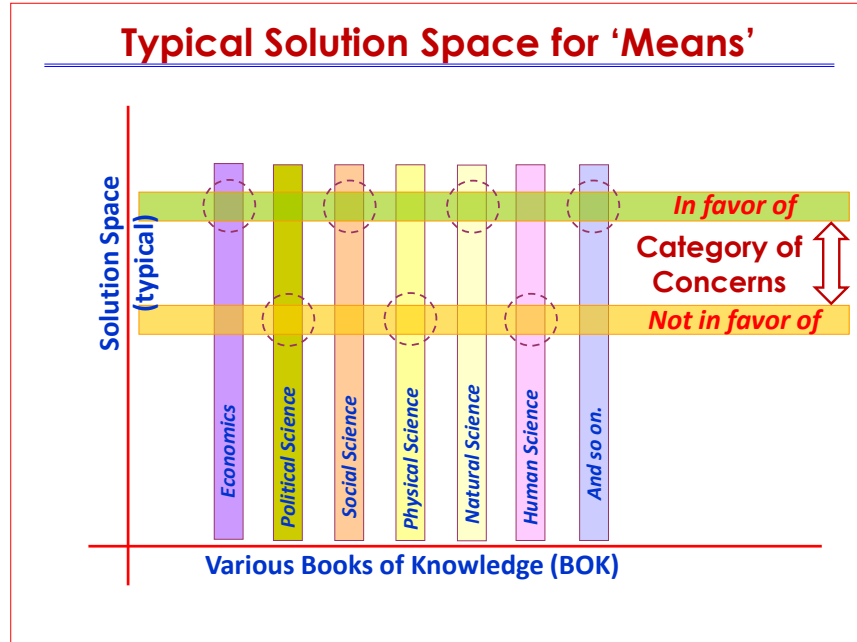 Typical Solution Space for ‘Means’
Solution Space
(typical)
In favor of
Category of
Concerns
Not in favor of
Economics
Political Science
Social Science
Physical Science
Natural Science
Human Science
And so on.
Various Books of Knowledge (BOK)